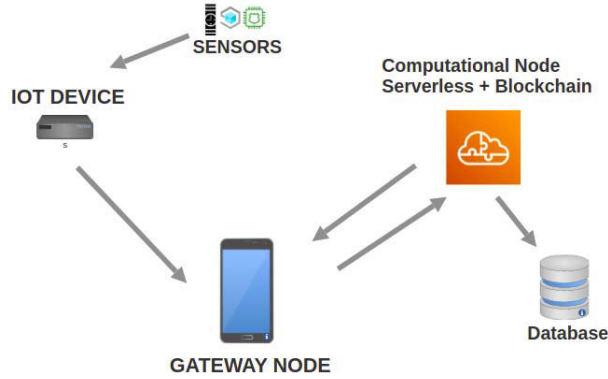 SENSORS
Computational Node
Serverless + Blockchain
IOT DEVICE
s
Database
GATEWAY NODE